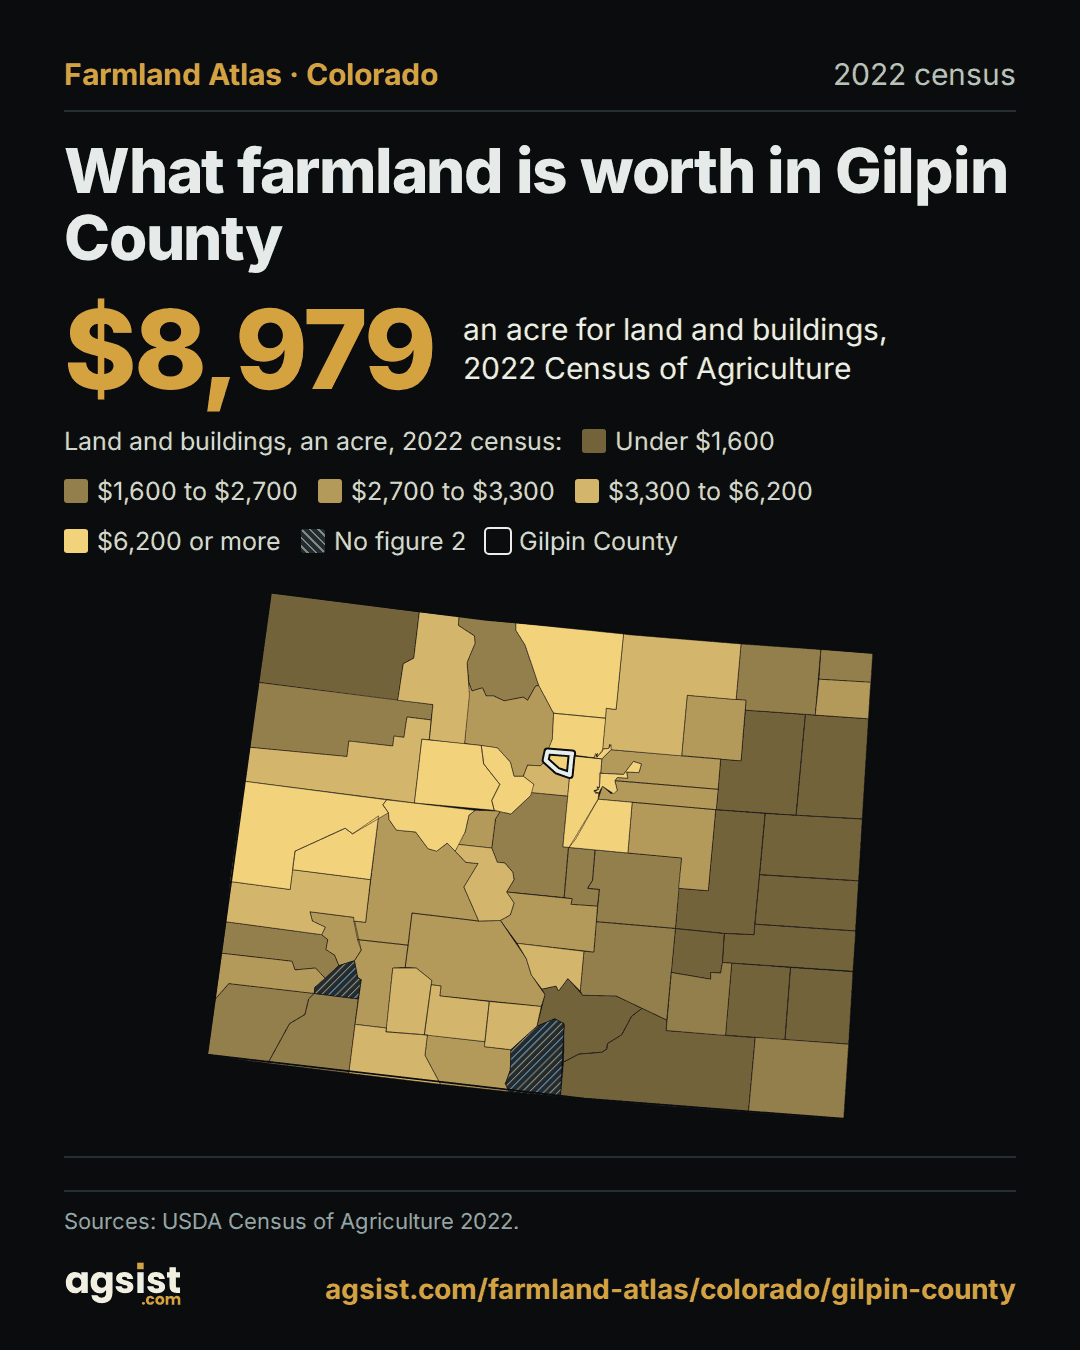 Farmland Atlas · Colorado
2022 census
What farmland is worth in Gilpin
County
$8,979
an acre for land and buildings,
2022 Census of Agriculture
Land and buildings, an acre, 2022 census: Under $1,600
$1,600 to $2,700 $2,700 to $3,300 $3,300 to $6,200
$6,200 or more No figure 2 Gilpin County
Sources: USDA Census of Agriculture 2022.
agsist
.com
agsist.com/farmland-atlas/colorado/gilpin-county